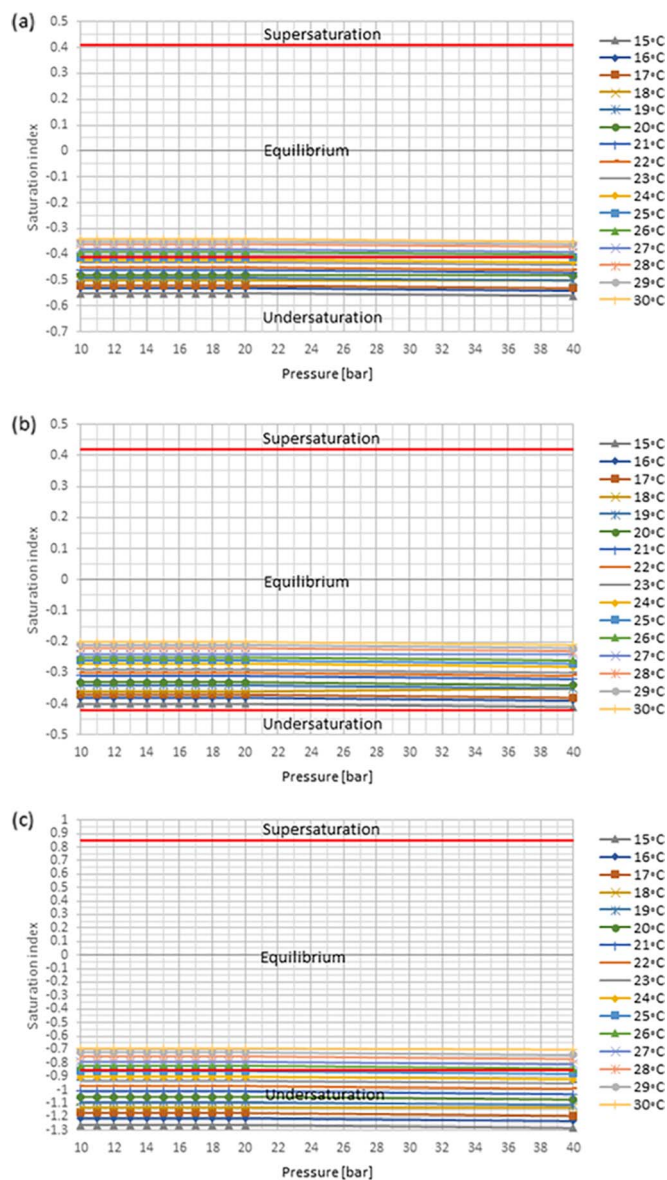 (a)
Supersaturation
Equilibrium
Undersaturation
Saturation index
0.5
0.4
0.3
0.2
0.1
0
-0.1
-0.2
-0.3
-0.4
-0.5
-0.6
-0.7
10 12 14 16 18 20 22 24 26 28 30 32 34 36 38 40
Pressure [bar]
15°C
16°C
17°C
18°C
19°C
20°C
21°C
22°C
23°C
24°C
25°C
26°C
27°C
28°C
29°C
30°C
(b)
Supersaturation
Equilibrium
Undersaturation
Saturation index
0.5
0.4
0.3
0.2
0.1
0
-0.1
-0.2
-0.3
-0.4
-0.5
10 12 14 16 18 20 22 24 26 28 30 32 34 36 38 40
Pressure [bar]
15°C
16°C
17°C
18°C
19°C
20°C
21°C
22°C
23°C
24°C
25°C
26°C
27°C
28°C
29°C
30°C
(c)
Supersaturation
Equilibrium
Undersaturation
Saturation index
1
0.9
0.8
0.7
0.6
0.5
0.4
0.3
0.2
0.1
0
-0.1
-0.2
-0.3
-0.4
-0.5
-0.6
-0.7
-0.8
-0.9
-1
-1.1
-1.2
-1.3
10 12 14 16 18 20 22 24 26 28 30 32 34 36 38 40
Pressure [bar]
15°C
16°C
17°C
18°C
19°C
20°C
21°C
22°C
23°C
24°C
25°C
26°C
27°C
28°C
29°C
30°C